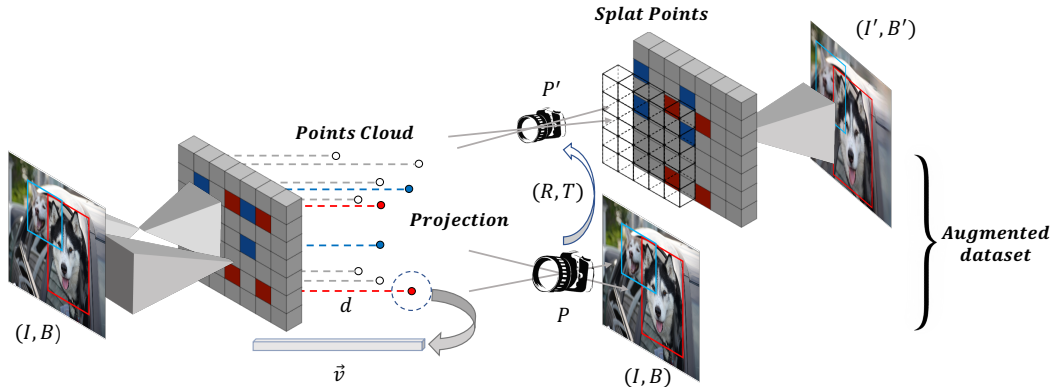 Splat Points
(I', B')
P'
Points Cloud
(R, T)
Projection
Augmented
dataset
d
P
(I, B)
v⃗
(I, B)